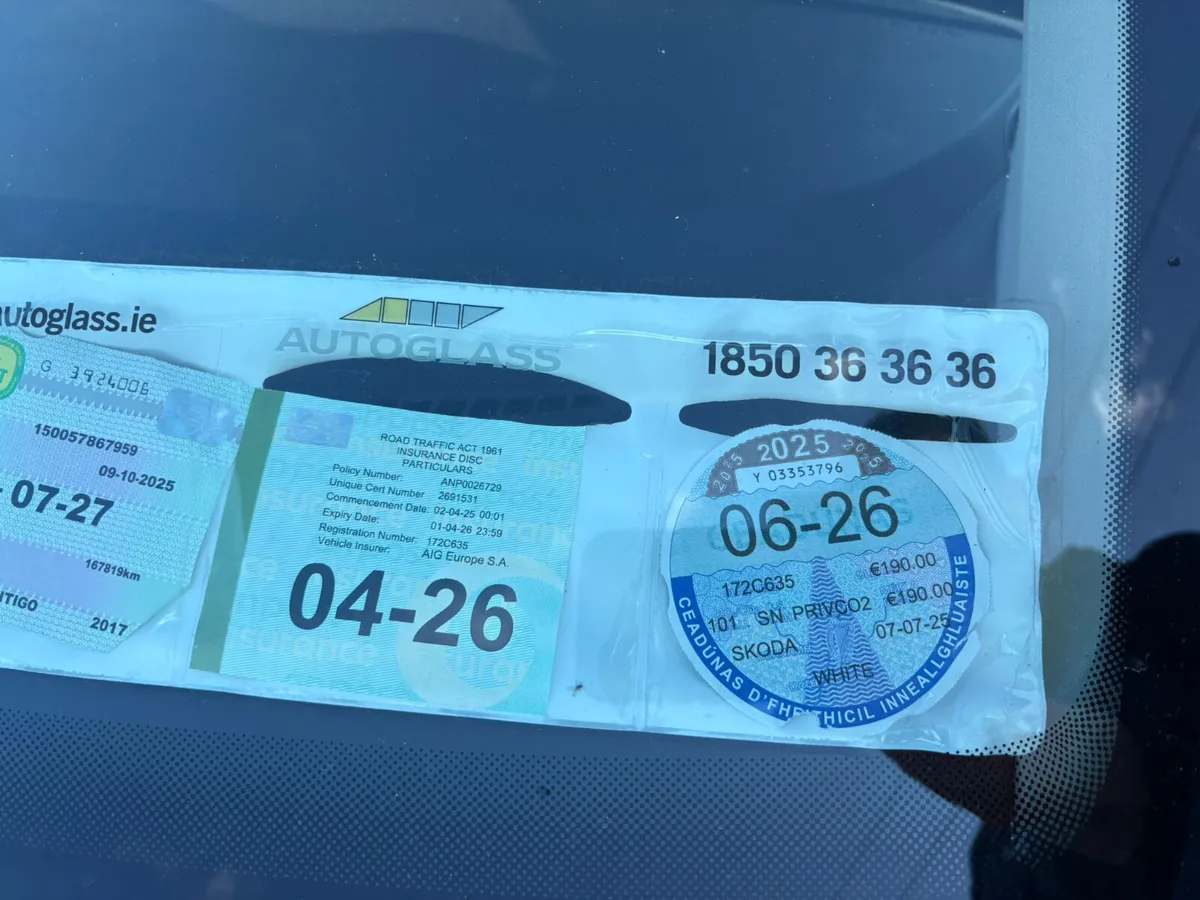 autoglass.ie
AUTOGLASS
1850 36 36 36
G 3924006
150057867959
09-10-2025
07-27
167819km
2017
ROAD TRAFFIC ACT 1961
INSURANCE DISC
PARTICULARS
Policy Number: ANP0026729
Unique Cert Number 2691531
Commencement Date: 02-04-25 00:01
Expiry Date: 01-04-26 23:59
Registration Number: 172C635
Vehicle Insurer: AIG Europe S.A.
04-26
2025 2025 2025
Y 03353796
06-26
172C635 €190.00
101 SN PRIVCO2 €190.00
SKODA 07-07-25
WHITE
CEADÚNAS D'FHEITHICIL INNEALLGHLUAISTE